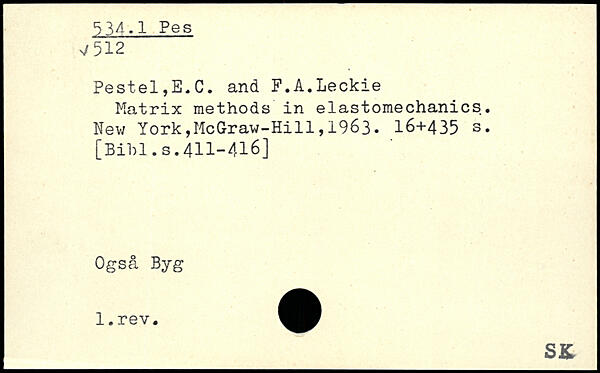 534.1 Pes
✓512
Pestel,E.C. and F.A.Leckie
Matrix methods in elastomechanics.
New York,McGraw-Hill,1963. 16+435 s.
[Bibl.s.411-416]
Også Byg
1.rev.
SK